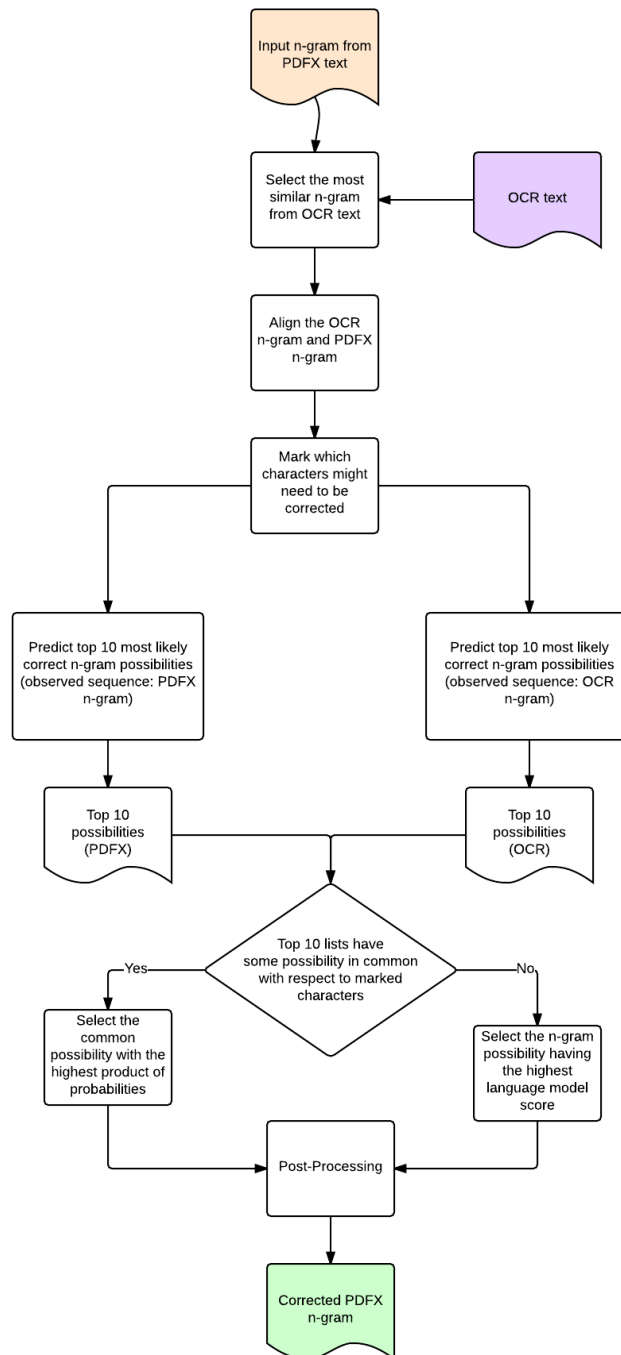 Input n-gram from
PDFX text
Select the most
similar n-gram
from OCR text
OCR text
Align the OCR
n-gram and PDFX
n-gram
Mark which
characters might
need to be
corrected
Predict top 10 most likely
correct n-gram possibilities
(observed sequence: PDFX
n-gram)
Predict top 10 most likely
correct n-gram possibilities
(observed sequence: OCR
n-gram)
Top 10
possibilities
(PDFX)
Top 10
possibilities
(OCR)
Top 10 lists have
some possibility in common
with respect to marked
characters
Yes
No
Select the
common
possibility with the
highest product of
probabilities
Select the n-gram
possibility having
the highest
language model
score
Post-Processing
Corrected PDFX
n-gram